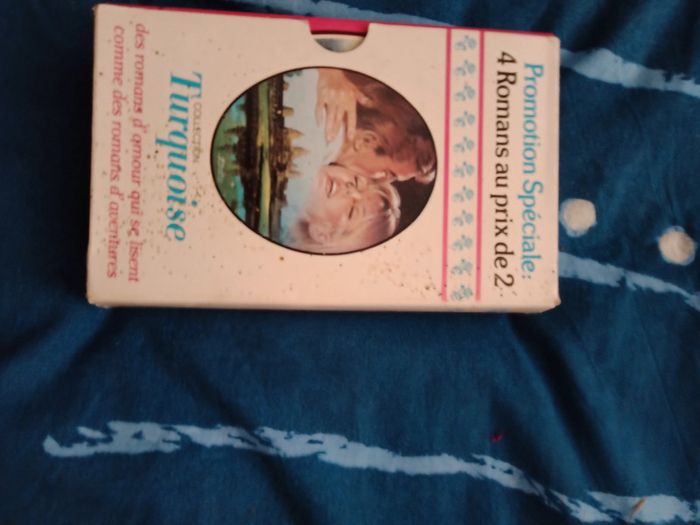 Promotion Spéciale:
4 Romans au prix de 2
COLLECTION
Turquoise
des romans d'amour qui se lisent
comme des romans d'aventures